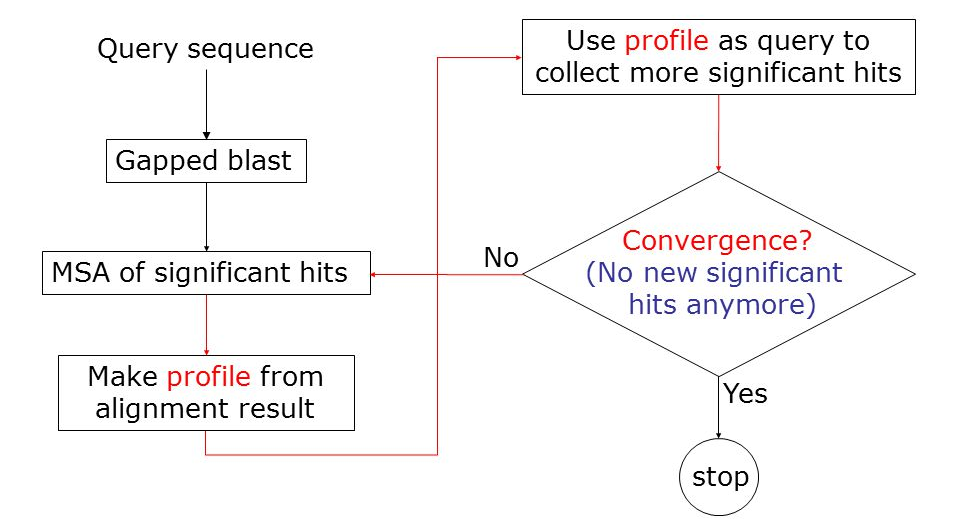 Query sequence
Gapped blast
MSA of significant hits
Make profile from
alignment result
Use profile as query to
collect more significant hits
Convergence?
(No new significant
hits anymore)
No
Yes
stop